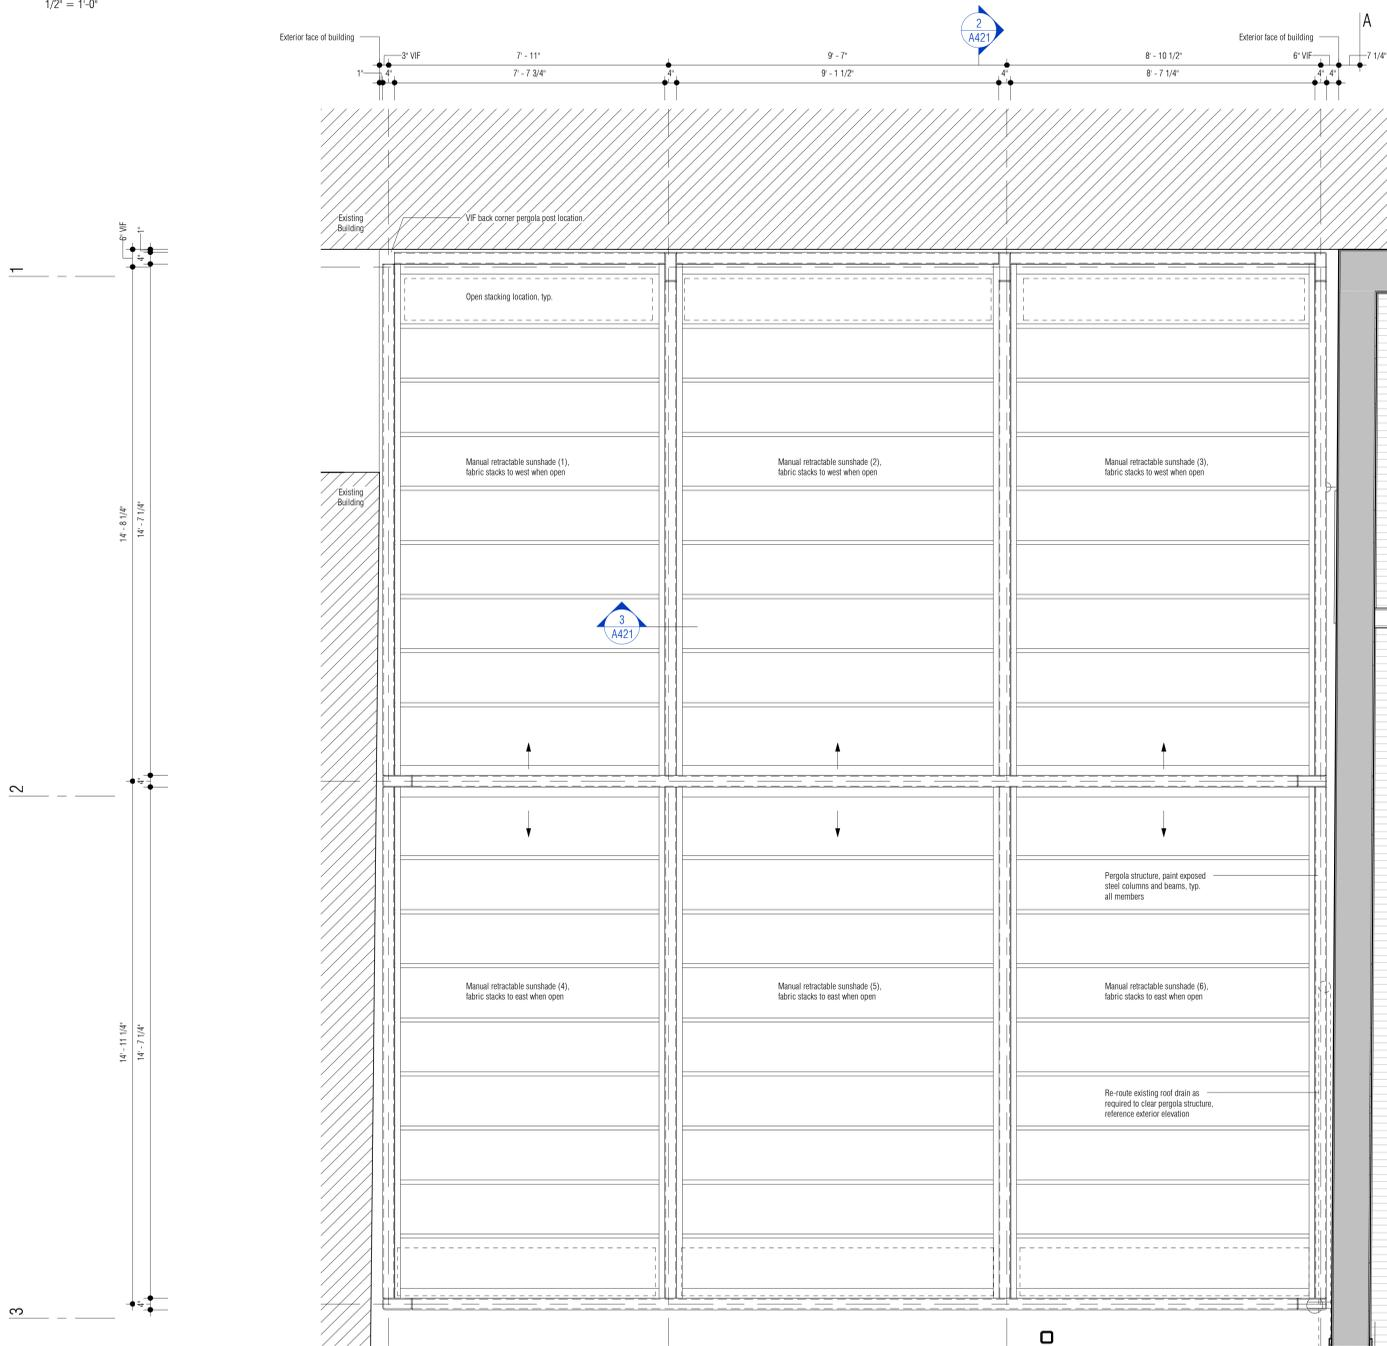 1/2" = 1'-0"
2
A421
A
Exterior face of building
Exterior face of building
3" VIF
7' - 11"
9' - 7"
8' - 10 1/2"
6" VIF
7 1/4"
1"
4"
7' - 7 3/4"
4"
9' - 1 1/2"
4"
8' - 7 1/4"
4"
4"
Existing
Building
VIF back corner pergola post location.
6" VIF
1"
4"
1
Open stacking location, typ.
Manual retractable sunshade (1),
fabric stacks to west when open
Manual retractable sunshade (2),
fabric stacks to west when open
Manual retractable sunshade (3),
fabric stacks to west when open
Existing
Building
14' - 8 1/4"
14' - 7 1/4"
3
A421
2
4"
Pergola structure, paint exposed
steel columns and beams, typ.
all members
Manual retractable sunshade (4),
fabric stacks to east when open
Manual retractable sunshade (5),
fabric stacks to east when open
Manual retractable sunshade (6),
fabric stacks to east when open
14' - 11 1/4"
14' - 7 1/4"
Re-route existing roof drain as
required to clear pergola structure,
reference exterior elevation
3
4"